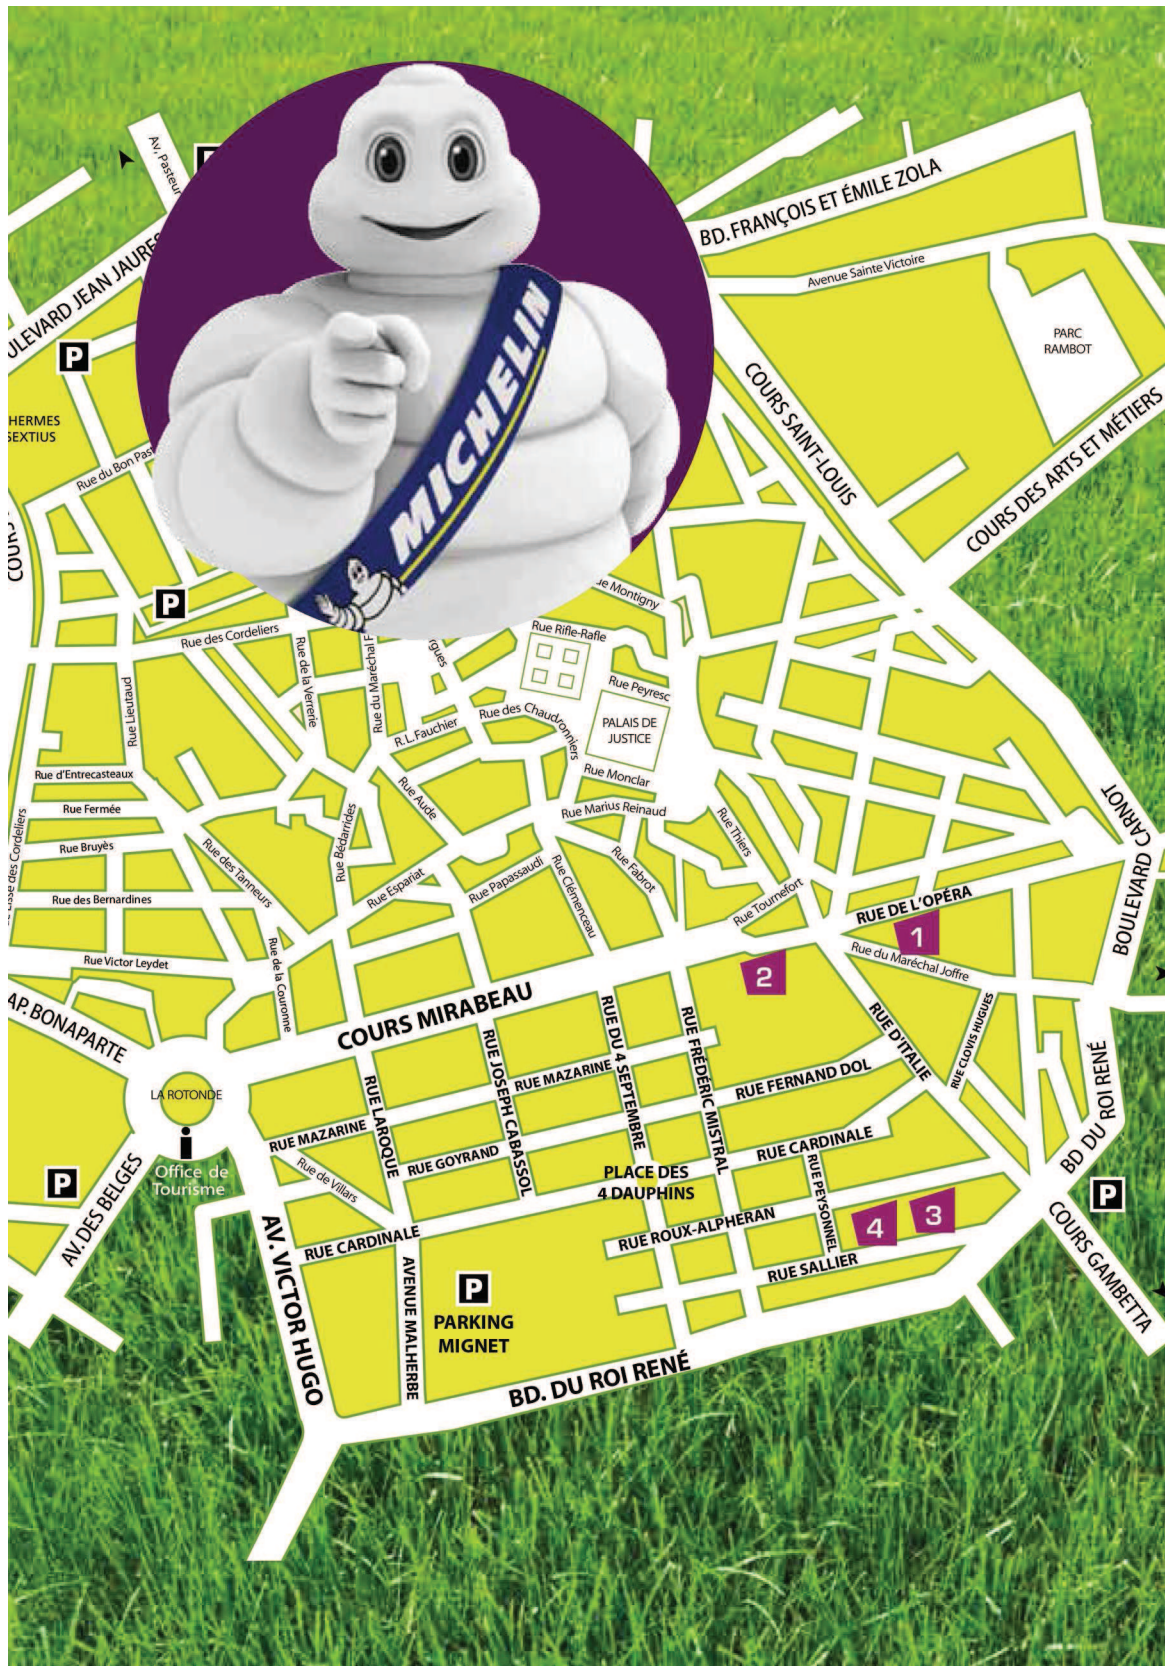 Av, Pasteur
BD. FRANÇOIS ET ÉMILE ZOLA
Avenue Sainte Victoire
BOULEVARD JEAN JAURES
P
PARC
RAMBOT
MICHELIN
COURS SAINT-LOUIS
COURS DES ARTS ET MÉTIERS
HERMES
SEXTIUS
Rue du Bon Past
COURS
P
ue Montigny
Rue Rifle-Rafle
Rue des Cordeliers
Rue de la Verrerie
Rue du Maréchal F
rgues
Rue Peyresc
Rue Lieutaud
R.L. Fauchier
Rue des Chaudronniers
PALAIS DE
JUSTICE
Rue Monclar
Rue d'Entrecasteaux
Rue Aude
Rue Fermée
Rue Marius Reinaud
Rue Thiers
BOULEVARD CARNOT
Rue Bruyès
Rue des Tanneurs
Rue Bédarrides
Rue Espariat
Rue Papassaudi
Rue Clémenceau
Rue Fabrot
Rue Tournefort
des Cordeliers
Rue des Bernardines
RUE DE L'OPÉRA
1
Rue du Maréchal Joffre
Rue Victor Leydet
Rue de la Couronne
2
COURS MIRABEAU
AP. BONAPARTE
RUE JOSEPH CABASSOL
RUE DU 4 SEPTEMBRE
RUE FRÉDÉRIC MISTRAL
RUE D'ITALIE
RUE CLOVIS HUGUES
BD DU ROI RENÉ
LA ROTONDE
RUE LAROQUE
RUE MAZARINE
RUE FERNAND DOL
RUE MAZARINE
RUE GOYRAND
RUE CARDINALE
Office de
Tourisme
Rue de Villars
PLACE DES
4 DAUPHINS
RUE PEYSONNEL
P
P
AV. DES BELGES
RUE CARDINALE
RUE ROUX-ALPHERAN
4
3
COURS GAMBETTA
AV. VICTOR HUGO
AVENUE MALHERBE
RUE SALLIER
P
PARKING
MIGNET
BD. DU ROI RENÉ